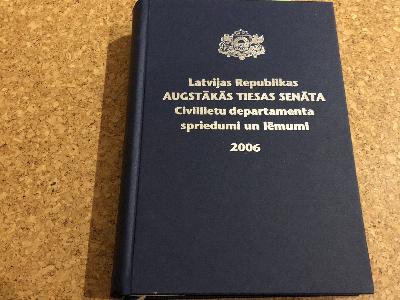 Latvijas Republikas
AUGSTĀKĀS TIESAS SENĀTA
Civillietu departamenta
spriedumi un lēmumi
2006